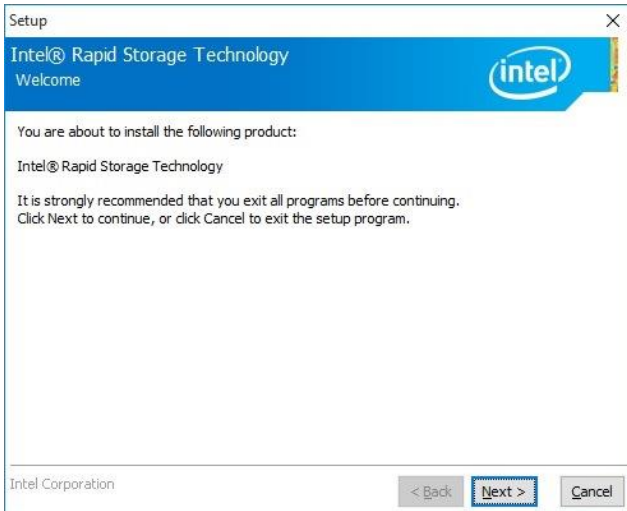 Setup
Intel® Rapid Storage Technology
Welcome
intel
You are about to install the following product:
Intel® Rapid Storage Technology
It is strongly recommended that you exit all programs before continuing.
Click Next to continue, or click Cancel to exit the setup program.
Intel Corporation
< Back Next > Cancel